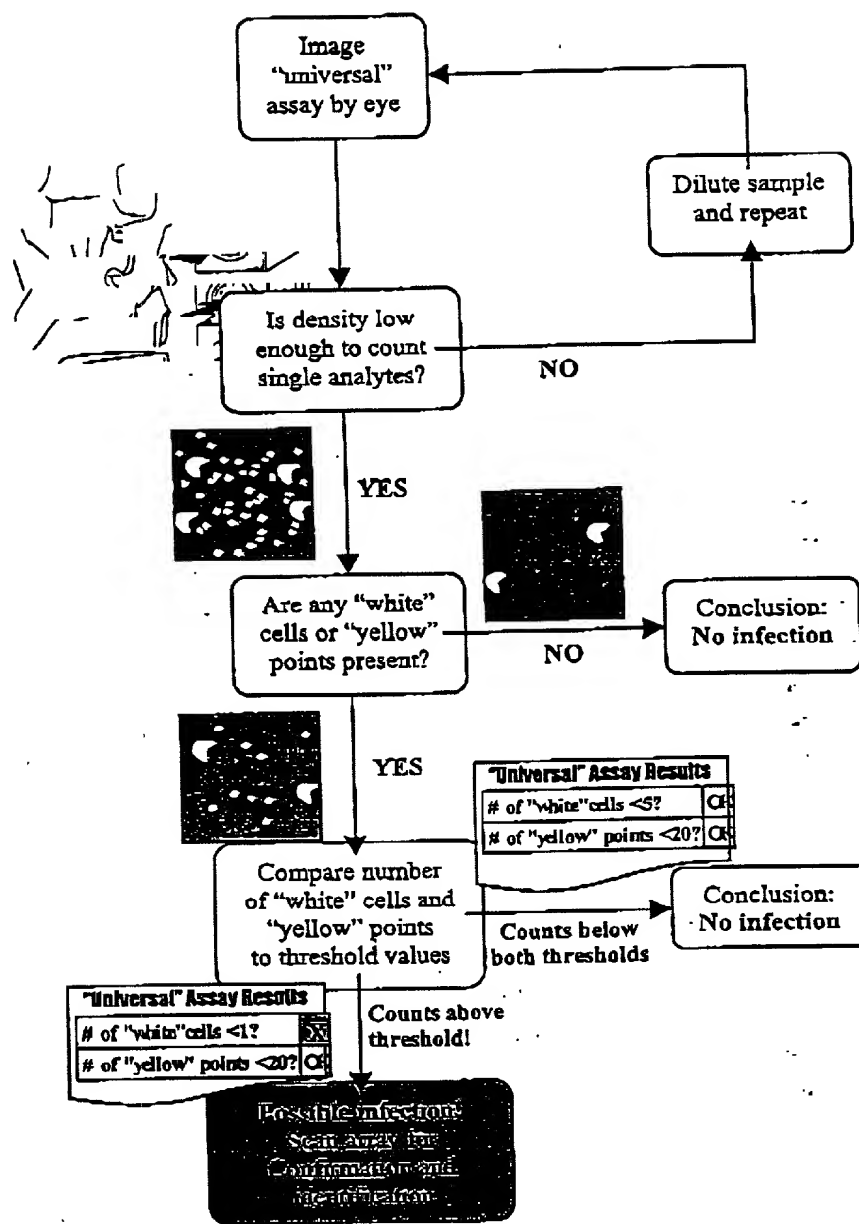 Image
"universal"
assay by eye
Dilute sample
and repeat
Is density low
enough to count
single analytes?
NO
YES
Are any "white"
cells or "yellow"
points present?
NO
Conclusion:
No infection
YES
"Universal" Assay Results
# of "white"cells <5?
# of "yellow" points <20?
Compare number
of "white" cells and
"yellow" points
to threshold values
Counts below
both thresholds
Conclusion:
No infection
"Universal" Assay Results
# of "white"cells <1?
# of "yellow" points <20?
Counts above
threshold!
Possible infection!
Scan array for
Confirmation and
identification